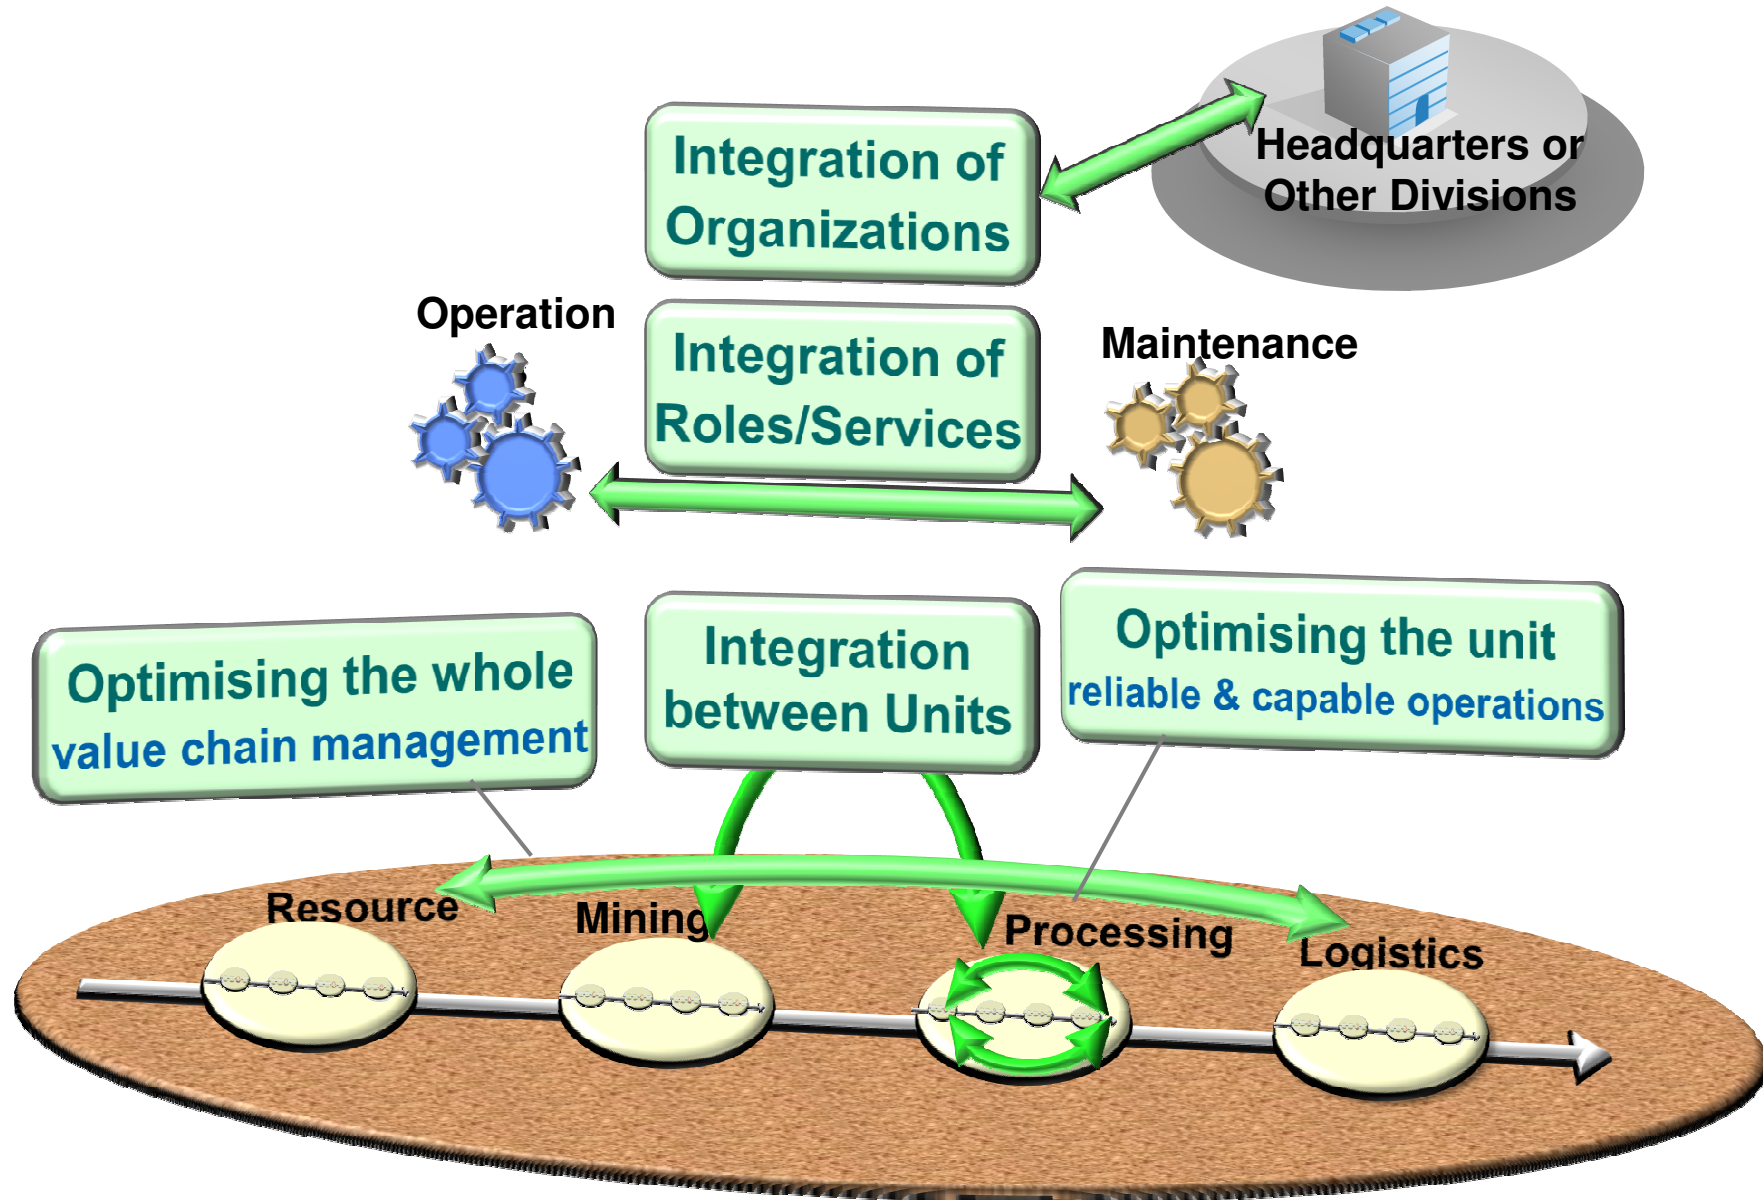 Integration of
Organizations
Headquarters or
Other Divisions
Operation
Integration of
Roles/Services
Maintenance
Optimising the whole
value chain management
Integration
between Units
Optimising the unit
reliable & capable operations
Resource
Mining
Processing
Logistics